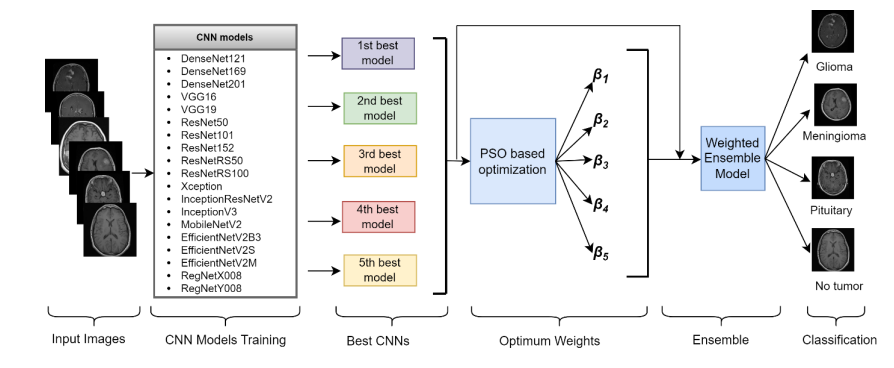 CNN models
DenseNet121
DenseNet169
DenseNet201
VGG16
VGG19
ResNet50
ResNet101
ResNet152
ResNetRS50
ResNetRS100
Xception
InceptionResNetV2
InceptionV3
MobileNetV2
EfficientNetV2B3
EfficientNetV2S
EfficientNetV2M
RegNetX008
RegNetY008
1st best
model
2nd best
model
3rd best
model
4th best
model
5th best
model
PSO based
optimization
β1
β2
β3
β4
β5
Weighted
Ensemble
Model
Glioma
Meningioma
Pituitary
No tumor
Input Images
CNN Models Training
Best CNNs
Optimum Weights
Ensemble
Classification